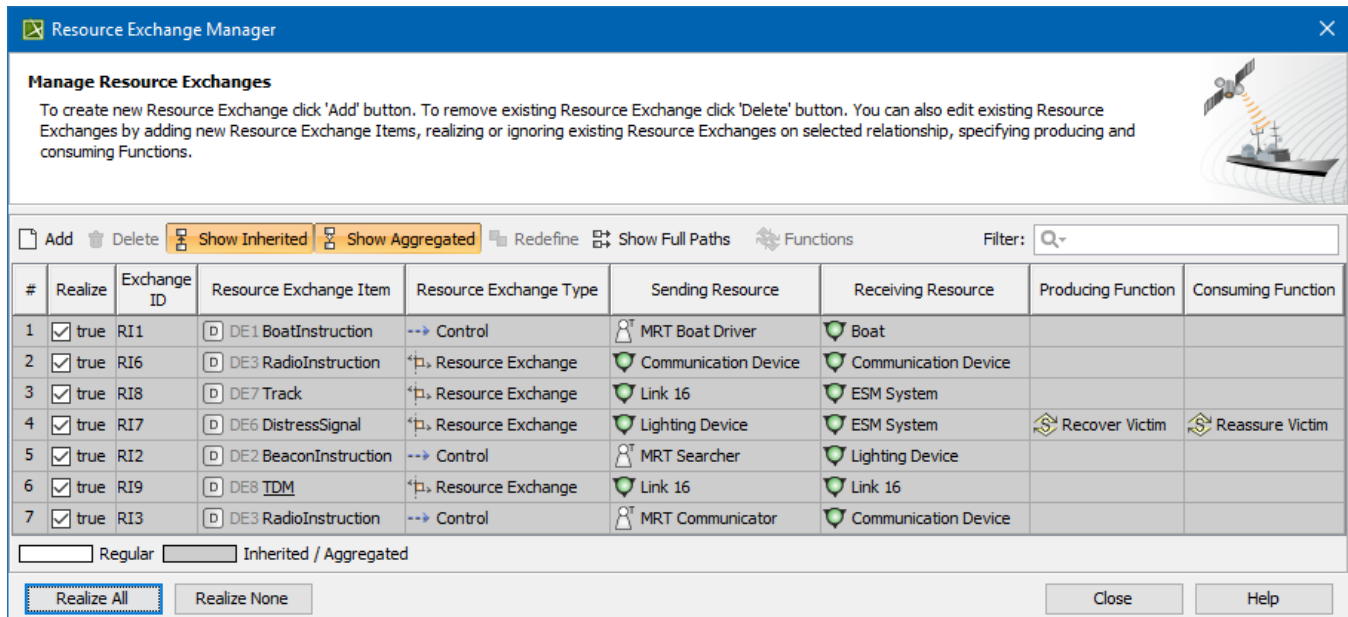 Resource Exchange Manager
Manage Resource Exchanges
To create new Resource Exchange click 'Add' button. To remove existing Resource Exchange click 'Delete' button. You can also edit existing Resource
Exchanges by adding new Resource Exchange Items, realizing or ignoring existing Resource Exchanges on selected relationship, specifying producing and
consuming Functions.
Add Delete Show Inherited Show Aggregated Redefine Show Full Paths Functions Filter:
# Realize Exchange ID Resource Exchange Item Resource Exchange Type Sending Resource Receiving Resource Producing Function Consuming Function
1 true RI1 D DE1 BoatInstruction Control MRT Boat Driver Boat
2 true RI6 D DE3 RadioInstruction Resource Exchange Communication Device Communication Device
3 true RI8 D DE7 Track Resource Exchange Link 16 ESM System
4 true RI7 D DE6 DistressSignal Resource Exchange Lighting Device ESM System S Recover Victim S Reassure Victim
5 true RI2 D DE2 BeaconInstruction Control MRT Searcher Lighting Device
6 true RI9 D DE8 TDM Resource Exchange Link 16 Link 16
7 true RI3 D DE3 RadioInstruction Control MRT Communicator Communication Device
Regular Inherited / Aggregated
Realize All Realize None Close Help